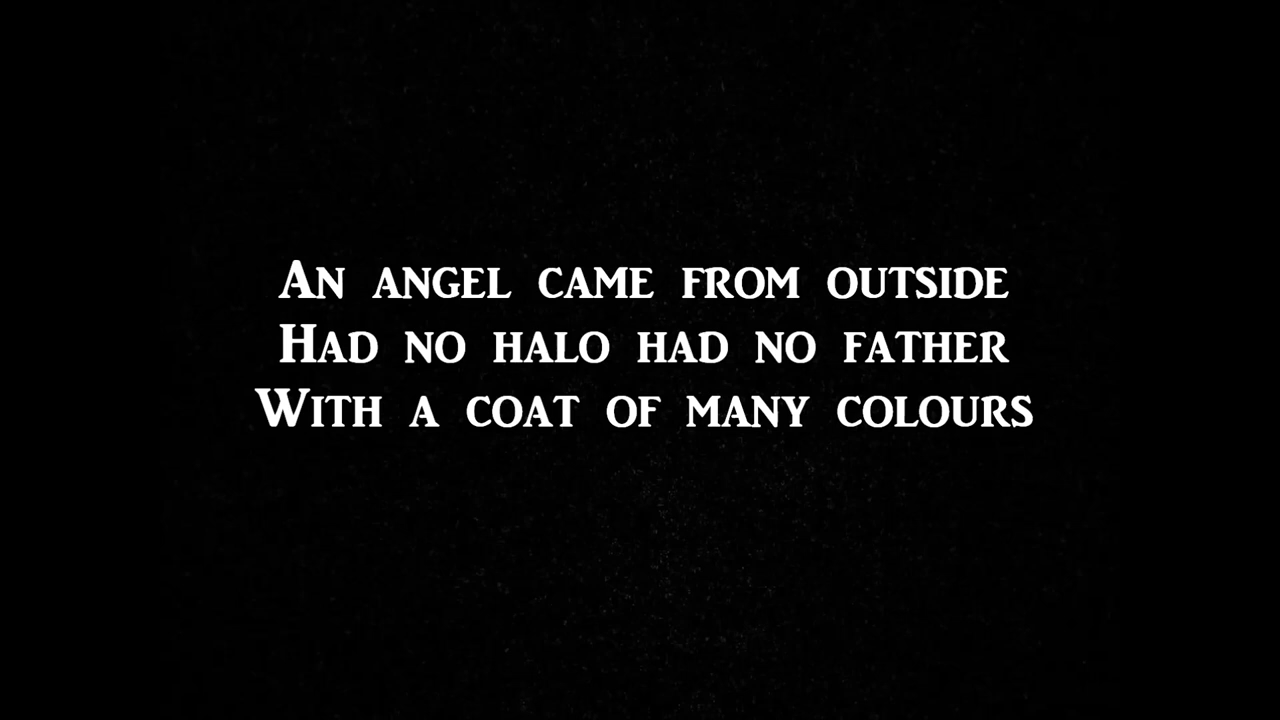 An angel came from outside
Had no halo had no father
With a coat of many colours